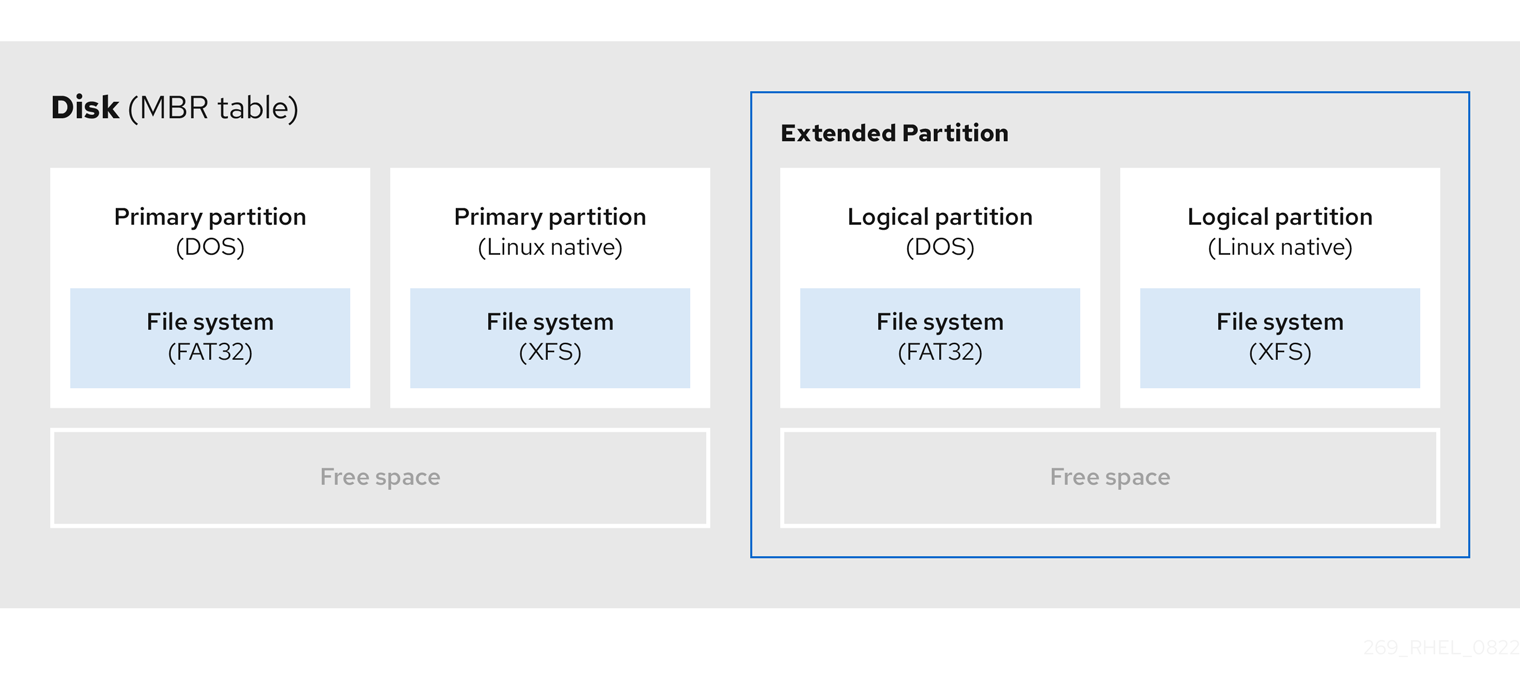 Disk (MBR table)
Primary partition
(DOS)
File system
(FAT32)
Primary partition
(Linux native)
File system
(XFS)
Free space
Extended Partition
Logical partition
(DOS)
File system
(FAT32)
Logical partition
(Linux native)
File system
(XFS)
Free space
269_RHEL_0822